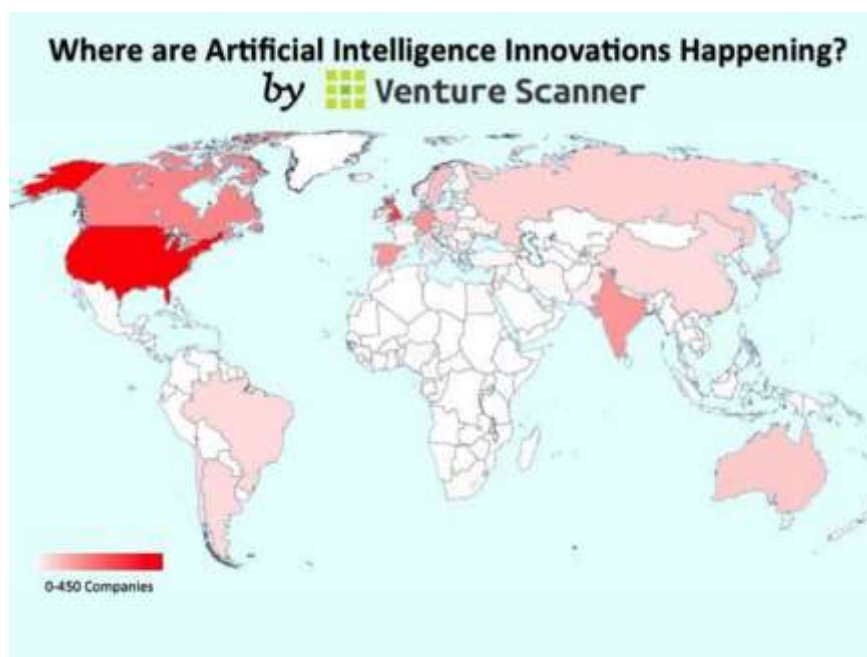 Where are Artificial Intelligence Innovations Happening?
by Venture Scanner
0-450 Companies